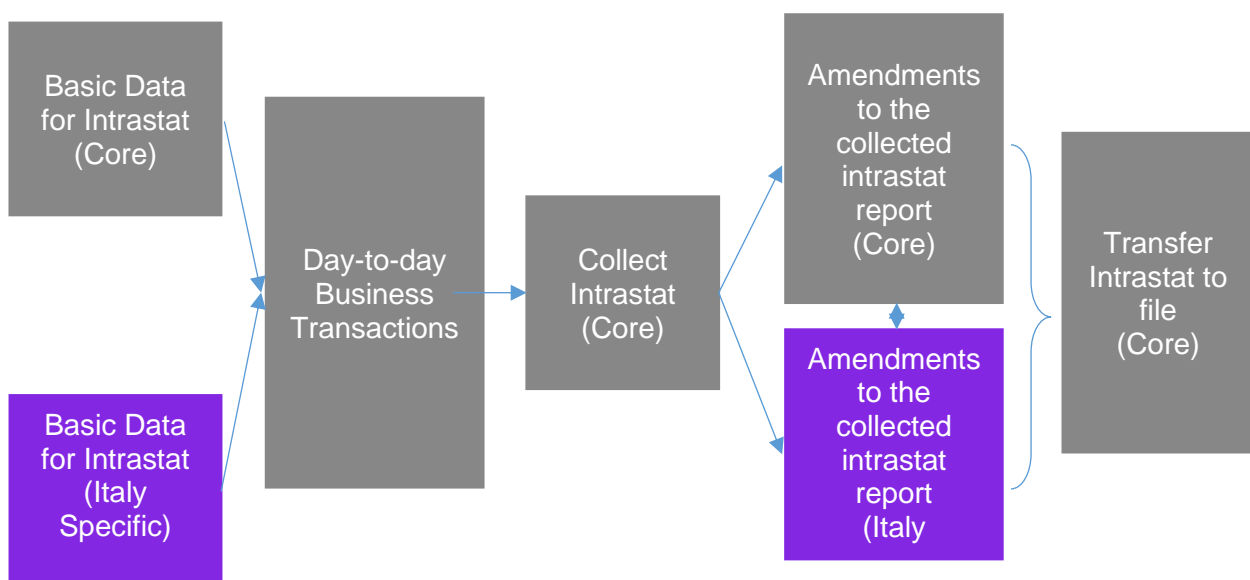 Basic Data
for Intrastat
(Core)
Basic Data
for Intrastat
(Italy
Specific)
Day-to-day
Business
Transactions
Collect
Intrastat
(Core)
Amendments
to the
collected
intrastat
report
(Core)
Amendments
to the
collected
intrastat
report
(Italy
Transfer
Intrastat to
file
(Core)